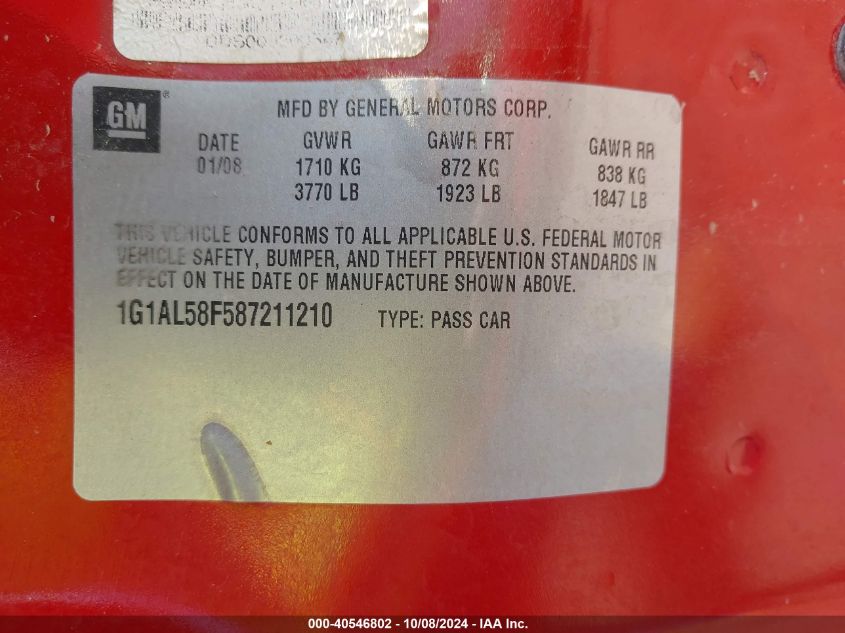 GM ®
MFD BY GENERAL MOTORS CORP.
DATE GVWR GAWR FRT GAWR RR
01/08 1710 KG 872 KG 838 KG
3770 LB 1923 LB 1847 LB
THIS VEHICLE CONFORMS TO ALL APPLICABLE U.S. FEDERAL MOTOR
VEHICLE SAFETY, BUMPER, AND THEFT PREVENTION STANDARDS IN
EFFECT ON THE DATE OF MANUFACTURE SHOWN ABOVE.
1G1AL58F587211210 TYPE: PASS CAR
000-40546802 - 10/08/2024 - IAA Inc.